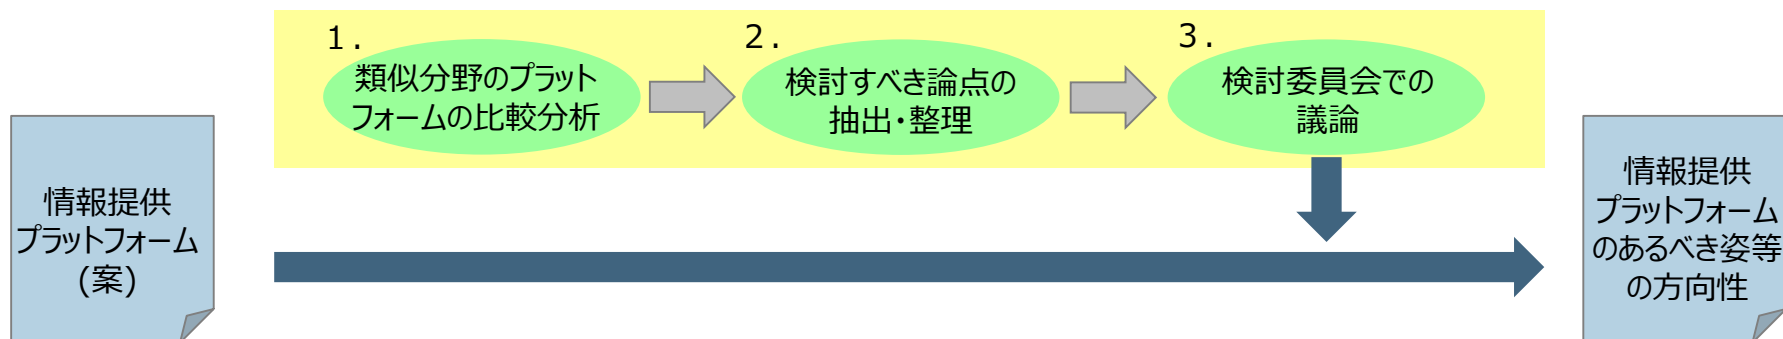 1.
類似分野のプラット
フォームの比較分析
2.
検討すべき論点の
抽出・整理
3.
検討委員会での
議論
情報提供
プラットフォーム
(案)
情報提供
プラットフォーム
のあるべき姿等
の方向性